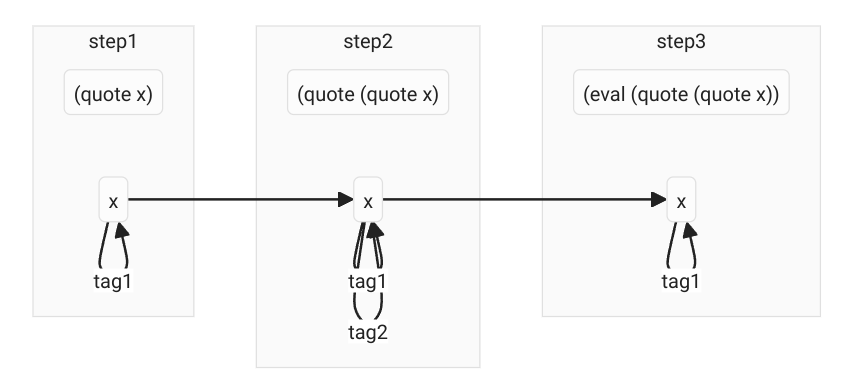 step1
(quote x)
x
tag1
step2
(quote (quote x)
x
tag1
tag2
step3
(eval (quote (quote x))
x
tag1